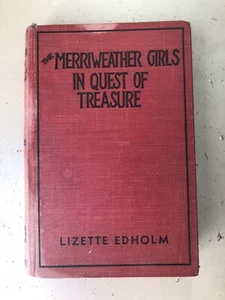 THE MERRIWEATHER GIRLS
IN QUEST OF
TREASURE
LIZETTE EDHOLM